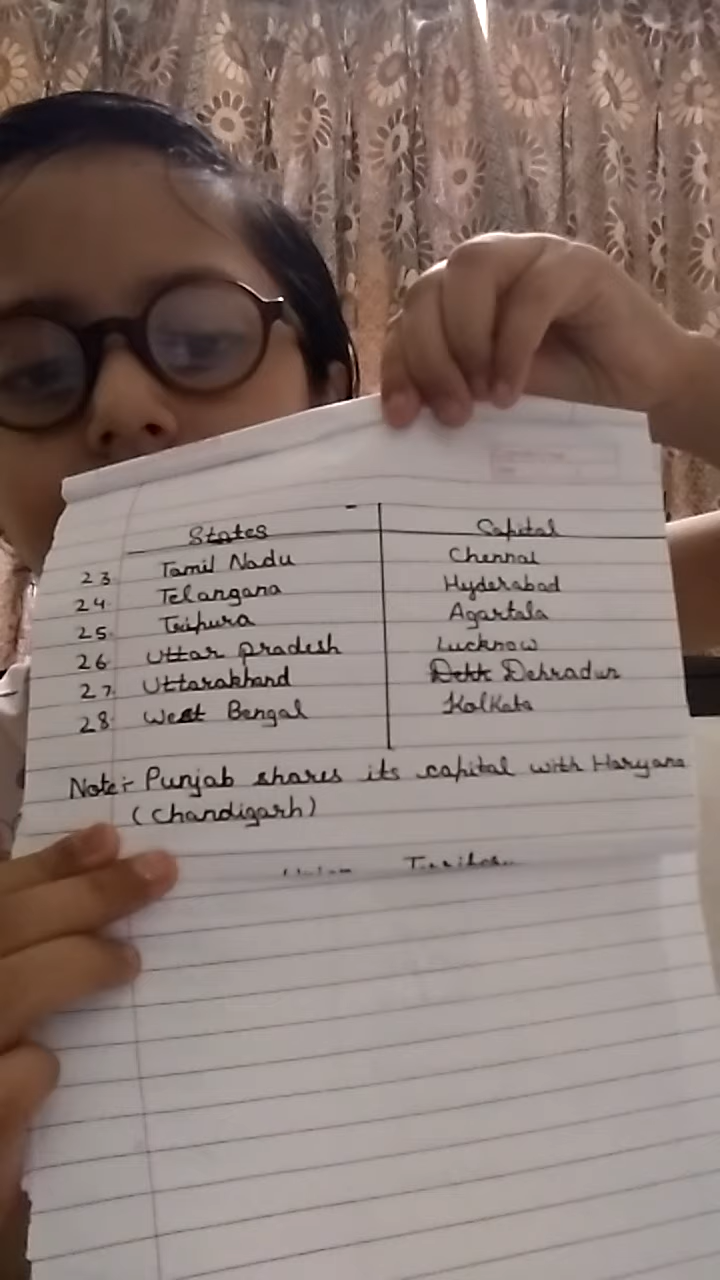 States Capital
23. Tamil Nadu Chennai
24. Telangana Hyderabad
25. Tripura Agartala
26. Uttar Pradesh Lucknow
27. Uttarakhand Dehradun
28. West Bengal Kolkata
Note:- Punjab shares its capital with Haryana
(Chandigarh)